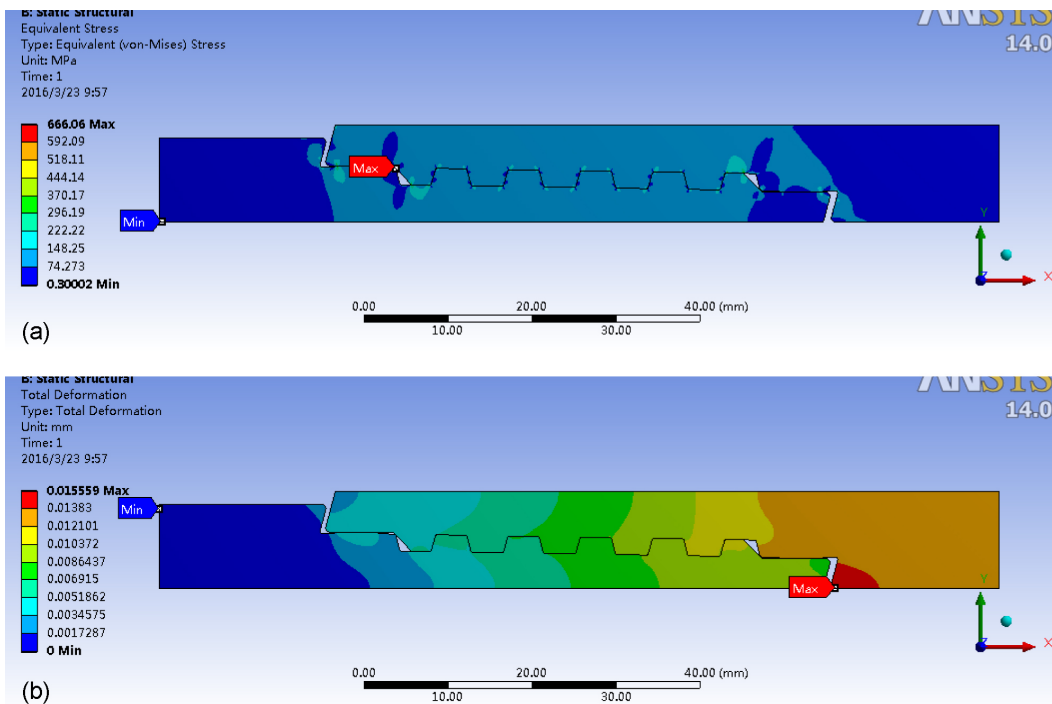 B: Static Structural
Equivalent Stress
Type: Equivalent (von-Mises) Stress
Unit: MPa
Time: 1
2016/3/23 9:57
ANSYS
14.0
666.06 Max
592.09
518.11
444.14
370.17
296.19
222.22
148.25
74.273
0.30002 Min
Max
Min
Y
Z
X
0.00 20.00 40.00 (mm)
10.00 30.00
(a)
B: Static Structural
Total Deformation
Type: Total Deformation
Unit: mm
Time: 1
2016/3/23 9:57
ANSYS
14.0
0.015559 Max
0.01383
0.012101
0.010372
0.0086437
0.006915
0.0051862
0.0034575
0.0017287
0 Min
Min
Max
Y
Z
X
0.00 20.00 40.00 (mm)
10.00 30.00
(b)